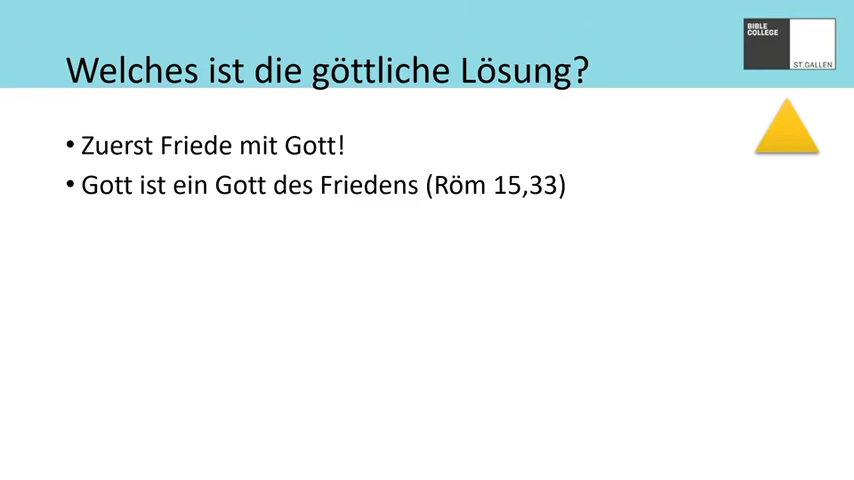 BIBLE
COLLEGE
ST.GALLEN
Welches ist die göttliche Lösung?
• Zuerst Friede mit Gott!
• Gott ist ein Gott des Friedens (Röm 15,33)